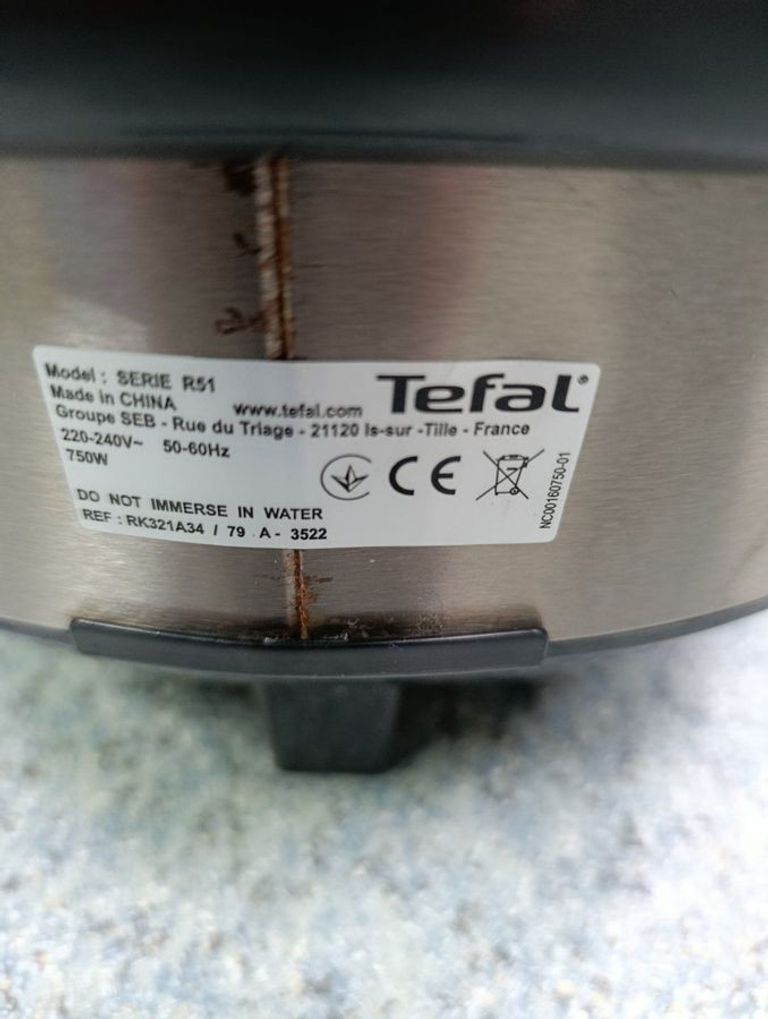 Model : SERIE R51
Made in CHINA
www.tefal.com
Tefal®
Groupe SEB - Rue du Triage - 21120 Is-sur -Tille - France
220-240V~ 50-60Hz
750W
CE
DO NOT IMMERSE IN WATER
REF : RK321A34 / 79 A - 3522
NC00160750-01